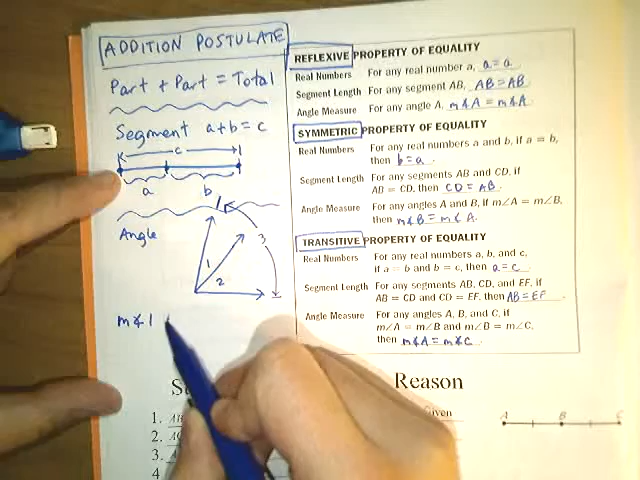 ADDITION POSTULATE
Part + Part = Total
Segment a+b=c
c
a b
Angle
1
2
3
m∡1
REFLEXIVE PROPERTY OF EQUALITY
Real Numbers For any real number a, a = a.
Segment Length For any segment AB, AB = AB.
Angle Measure For any angle A, m∡A = m∡A.
SYMMETRIC PROPERTY OF EQUALITY
Real Numbers For any real numbers a and b, if a = b,
then b = a.
Segment Length For any segments AB and CD, if
AB = CD, then CD = AB.
Angle Measure For any angles A and B, if m∠A = m∠B,
then m∡B = m∡A.
TRANSITIVE PROPERTY OF EQUALITY
Real Numbers For any real numbers a, b, and c,
if a = b and b = c, then a = c.
Segment Length For any segments AB, CD, and EF, if
AB = CD and CD = EF, then AB = EF.
Angle Measure For any angles A, B, and C, if
m∠A = m∠B and m∠B = m∠C,
then m∡A = m∡C.
Reason
1.
2.
3.
4
A B C